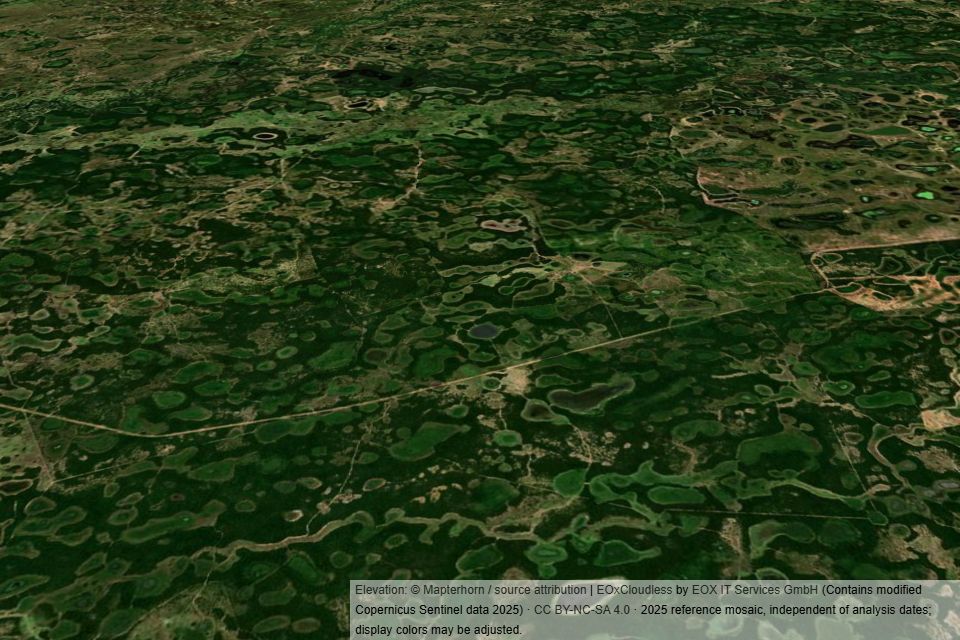 Elevation: © Mapterhorn / source attribution | EOxCloudless by EOX IT Services GmbH (Contains modified
Copernicus Sentinel data 2025) · CC BY-NC-SA 4.0 · 2025 reference mosaic, independent of analysis dates;
display colors may be adjusted.